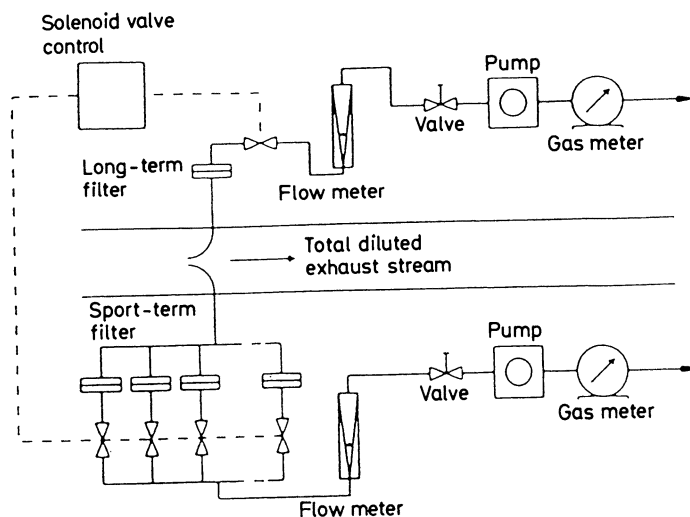 Solenoid valve
control
Pump
Valve
Gas meter
Long-term
filter
Flow meter
Total diluted
exhaust stream
Sport-term
filter
Pump
Valve
Gas meter
Flow meter